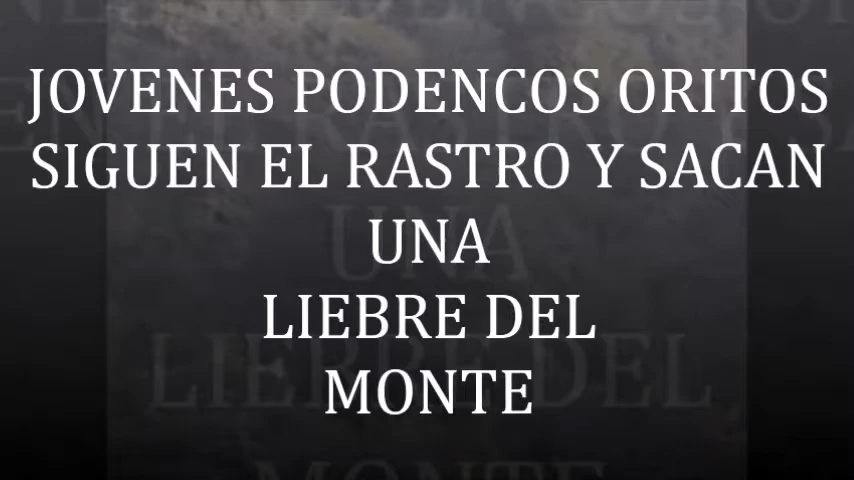 JOVENES PODENCOS ORITOS
SIGUEN EL RASTRO Y SACAN
UNA
LIEBRE DEL
MONTE